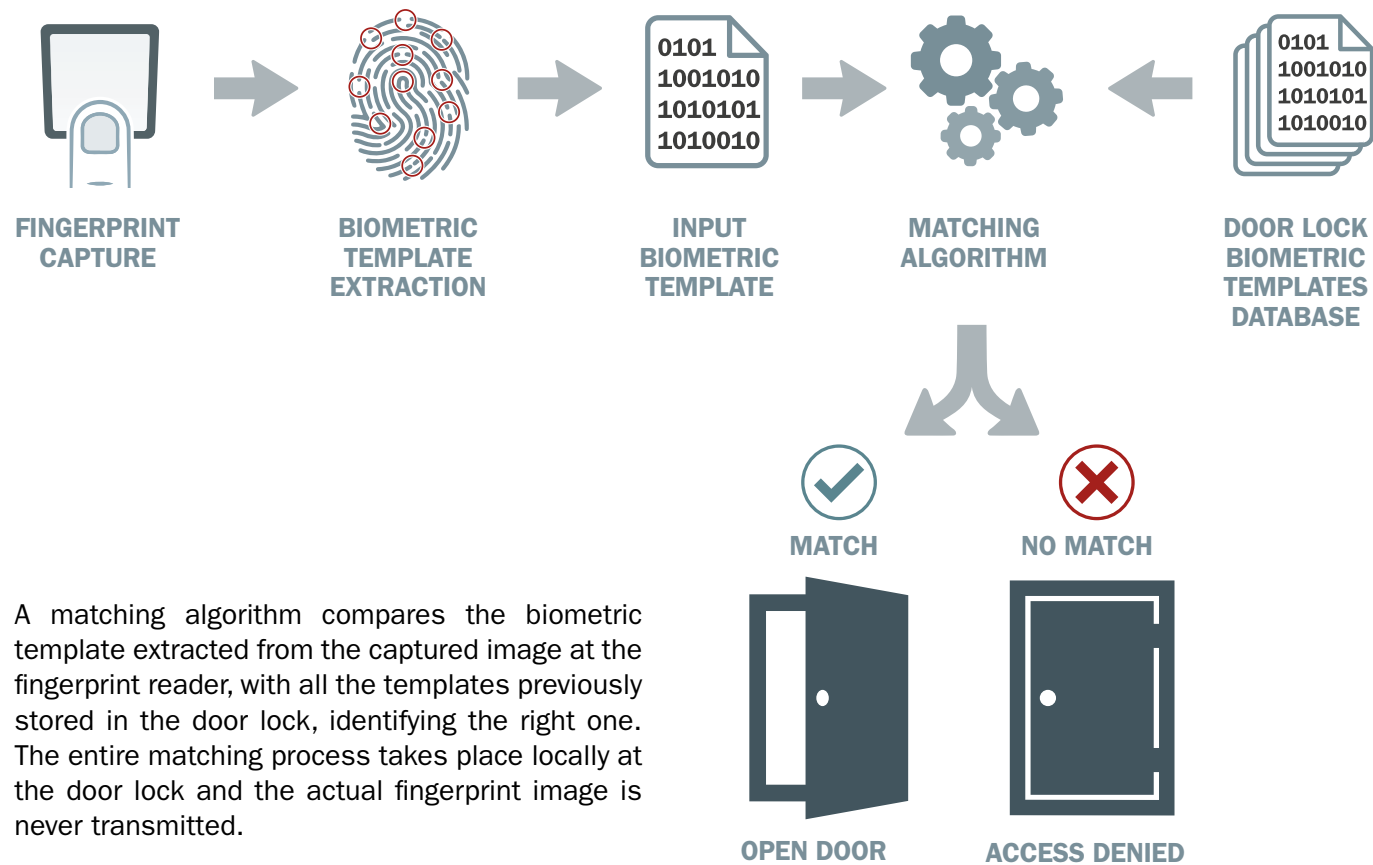 0101
1001010
1010101
1010010
0101
1001010
1010101
1010010
FINGERPRINT
CAPTURE
BIOMETRIC
TEMPLATE
EXTRACTION
INPUT
BIOMETRIC
TEMPLATE
MATCHING
ALGORITHM
DOOR LOCK
BIOMETRIC
TEMPLATES
DATABASE
MATCH
NO MATCH
A matching algorithm compares the biometric
template extracted from the captured image at the
fingerprint reader, with all the templates previously
stored in the door lock, identifying the right one.
The entire matching process takes place locally at
the door lock and the actual fingerprint image is
never transmitted.
OPEN DOOR
ACCESS DENIED